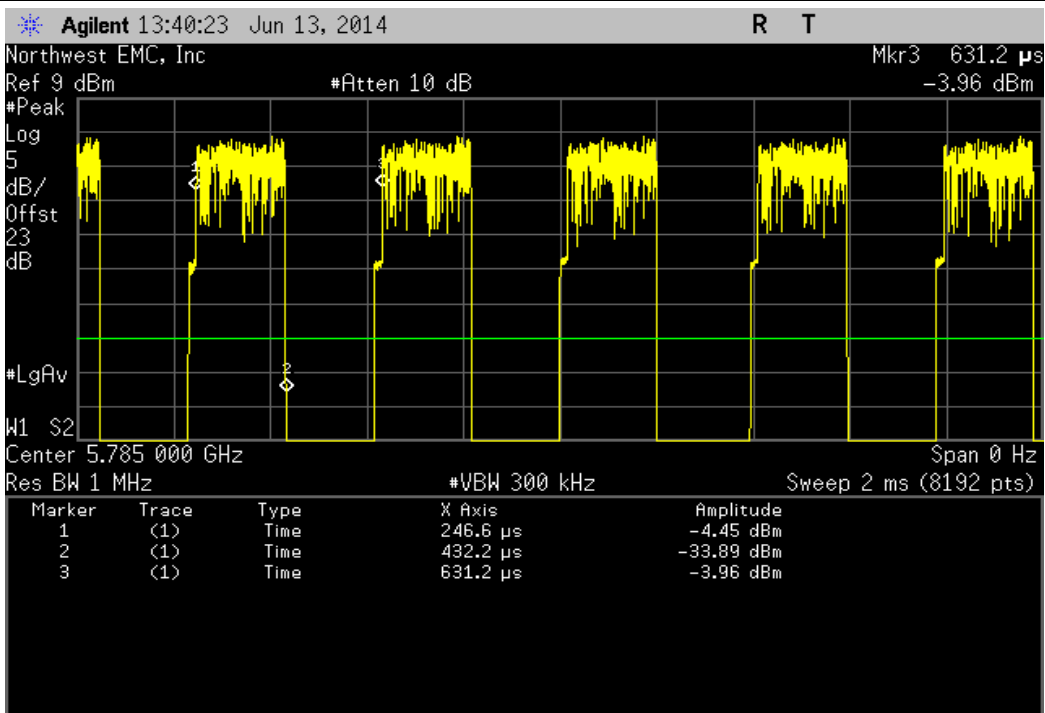 Agilent 13:40:23 Jun 13, 2014 R T
Northwest EMC, Inc Mkr3 631.2 µs
Ref 9 dBm #Atten 10 dB -3.96 dBm
#Peak
Log
5
dB/
Offst
23
dB
1
3
2
#LgAv
W1 S2
Center 5.785 000 GHz Span 0 Hz
Res BW 1 MHz #VBW 300 kHz Sweep 2 ms (8192 pts)
Marker Trace Type X Axis Amplitude
1 (1) Time 246.6 µs -4.45 dBm
2 (1) Time 432.2 µs -33.89 dBm
3 (1) Time 631.2 µs -3.96 dBm